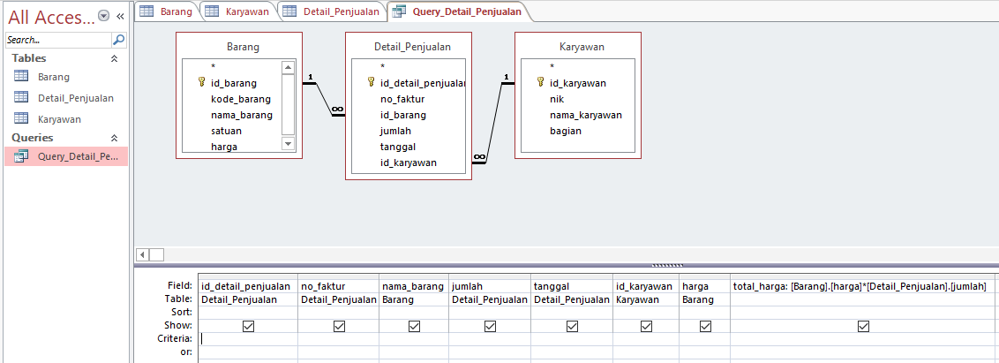 All Acces...
Search...
Tables
Barang
Detail_Penjualan
Karyawan
Queries
Query_Detail_Pe...
Barang Karyawan Detail_Penjualan Query_Detail_Penjualan
Barang
*
id_barang
kode_barang
nama_barang
satuan
harga
1
∞
Detail_Penjualan
*
id_detail_penjualan
no_faktur
id_barang
jumlah
tanggal
id_karyawan
1
∞
Karyawan
*
id_karyawan
nik
nama_karyawan
bagian
Field: id_detail_penjualan no_faktur nama_barang jumlah tanggal id_karyawan harga total_harga: [Barang].[harga]*[Detail_Penjualan].[jumlah]
Table: Detail_Penjualan Detail_Penjualan Barang Detail_Penjualan Detail_Penjualan Karyawan Barang
Sort:
Show:
Criteria:
or: